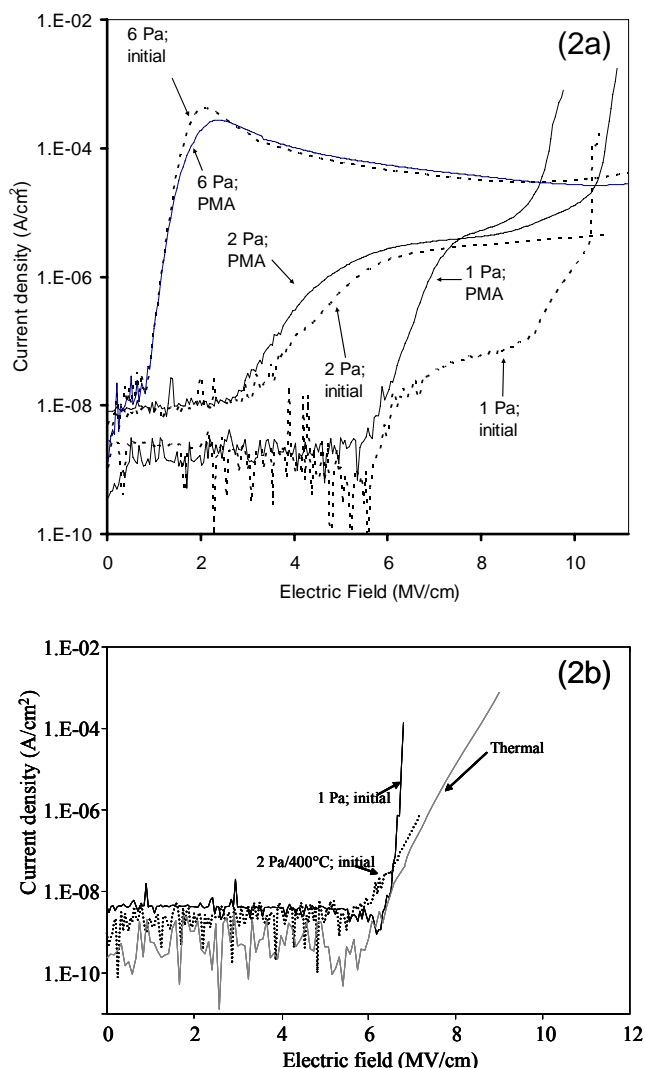 (2a)
1.E-02
1.E-04
1.E-06
1.E-08
1.E-10
Current density (A/cm²)
6 Pa;
initial
6 Pa;
PMA
2 Pa;
PMA
2 Pa;
initial
1 Pa;
PMA
1 Pa;
initial
0
2
4
6
8
10
Electric Field (MV/cm)
(2b)
1.E-02
1.E-04
1.E-06
1.E-08
1.E-10
Current density (A/cm²)
Thermal
1 Pa; initial
2 Pa/400°C; initial
0
2
4
6
8
10
12
Electric field (MV/cm)